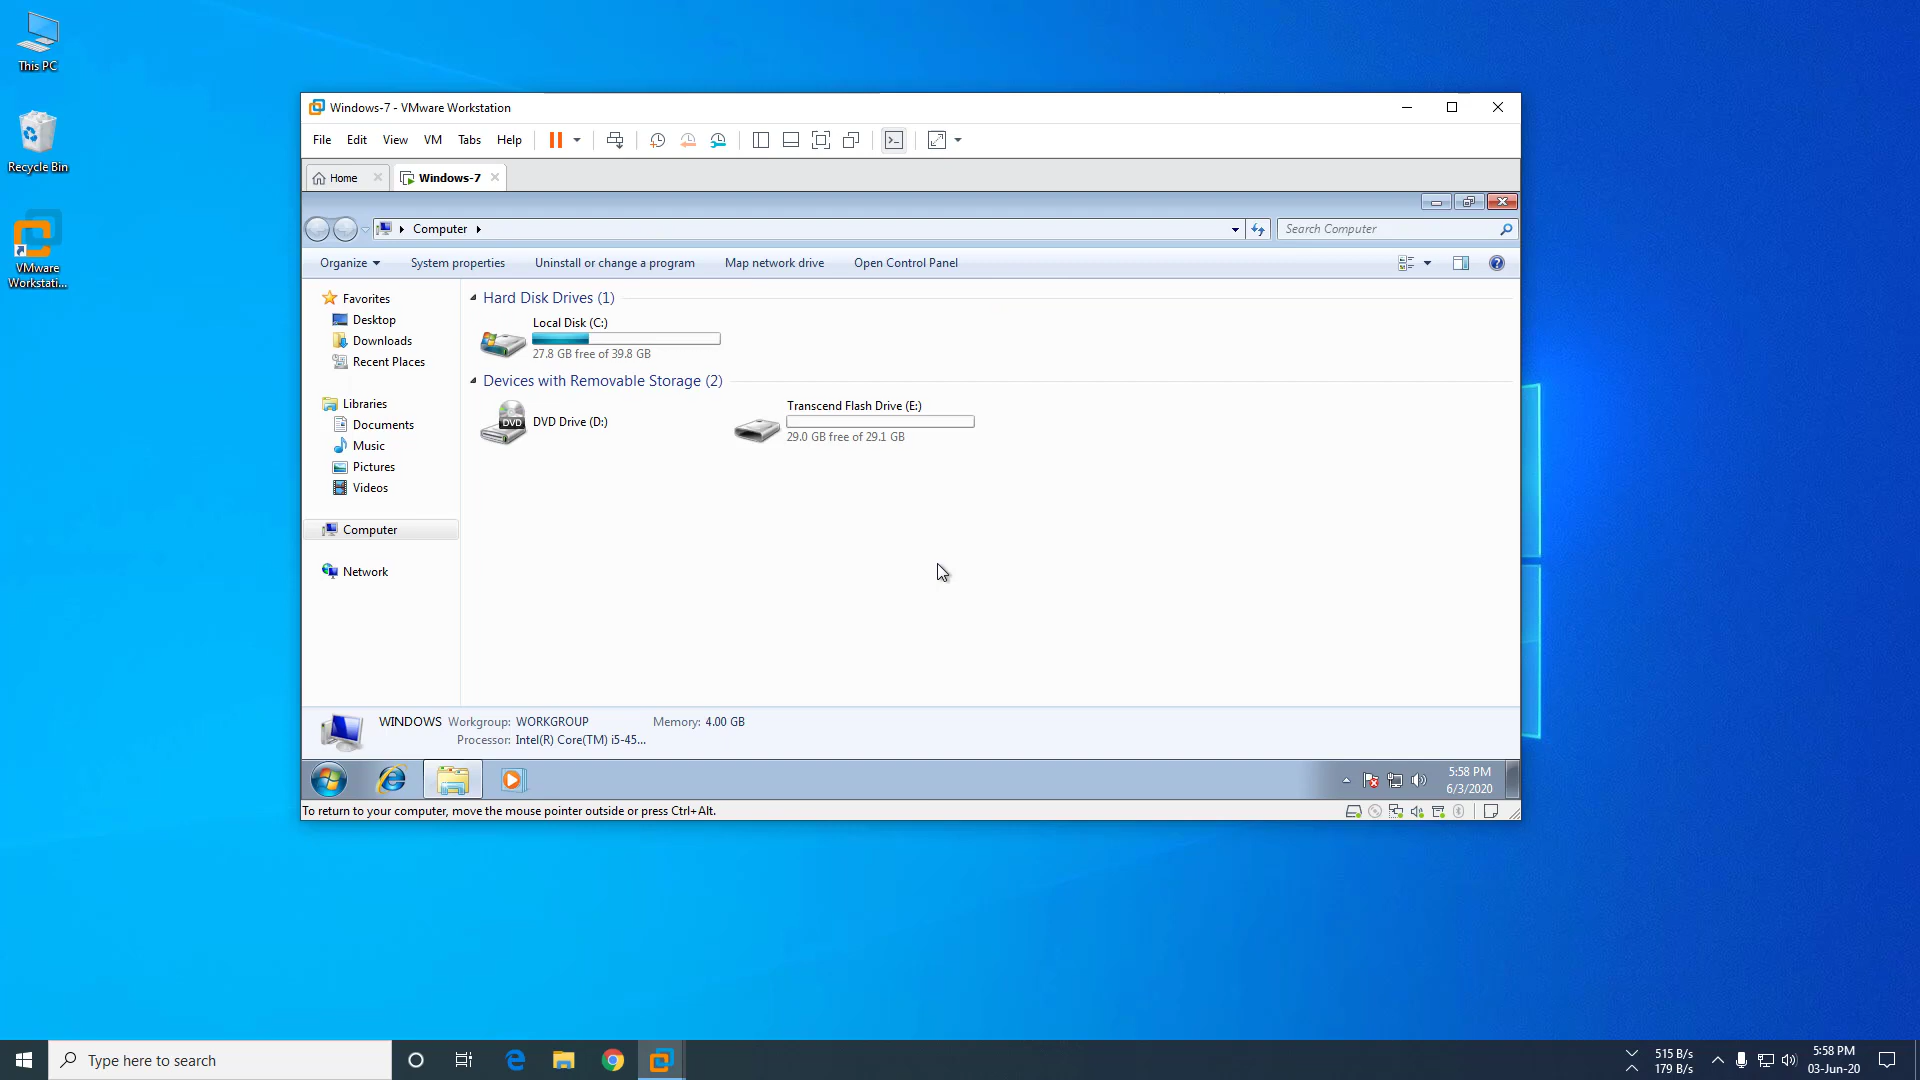 This PC
Recycle Bin
VMware
Workstati...
Windows-7 - VMware Workstation
File Edit View VM Tabs Help
Home Windows-7
Computer
Search Computer
Organize System properties Uninstall or change a program Map network drive Open Control Panel
Favorites
Desktop
Downloads
Recent Places
Libraries
Documents
Music
Pictures
Videos
Computer
Network
Hard Disk Drives (1)
Local Disk (C:)
27.8 GB free of 39.8 GB
Devices with Removable Storage (2)
DVD
DVD Drive (D:)
Transcend Flash Drive (E:)
29.0 GB free of 29.1 GB
WINDOWS Workgroup: WORKGROUP Memory: 4.00 GB
Processor: Intel(R) Core(TM) i5-45...
5:58 PM
6/3/2020
To return to your computer, move the mouse pointer outside or press Ctrl+Alt.
Type here to search
515 B/s
179 B/s
5:58 PM
03-Jun-20